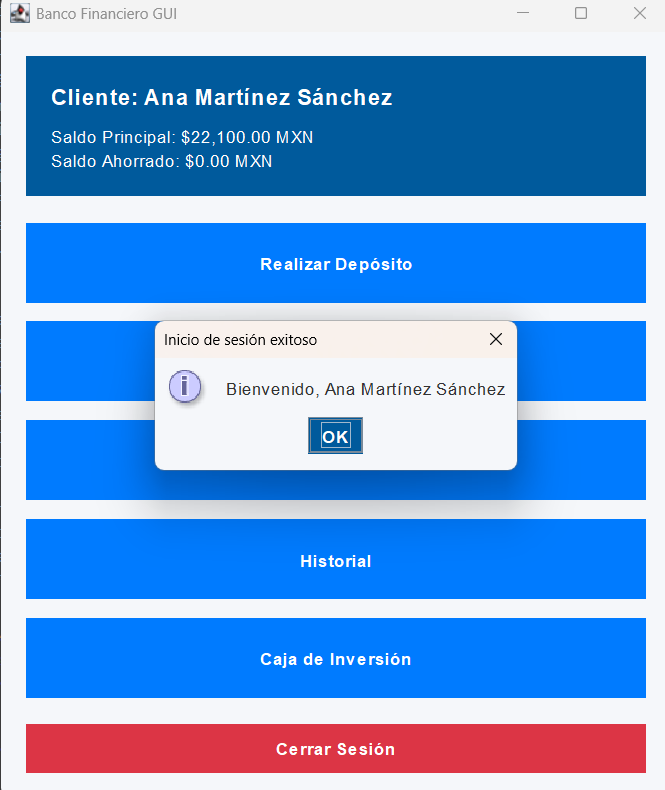 Banco Financiero GUI
Cliente: Ana Martínez Sánchez
Saldo Principal: $22,100.00 MXN
Saldo Ahorrado: $0.00 MXN
Realizar Depósito
Inicio de sesión exitoso
i
Bienvenido, Ana Martínez Sánchez
OK
Historial
Caja de Inversión
Cerrar Sesión